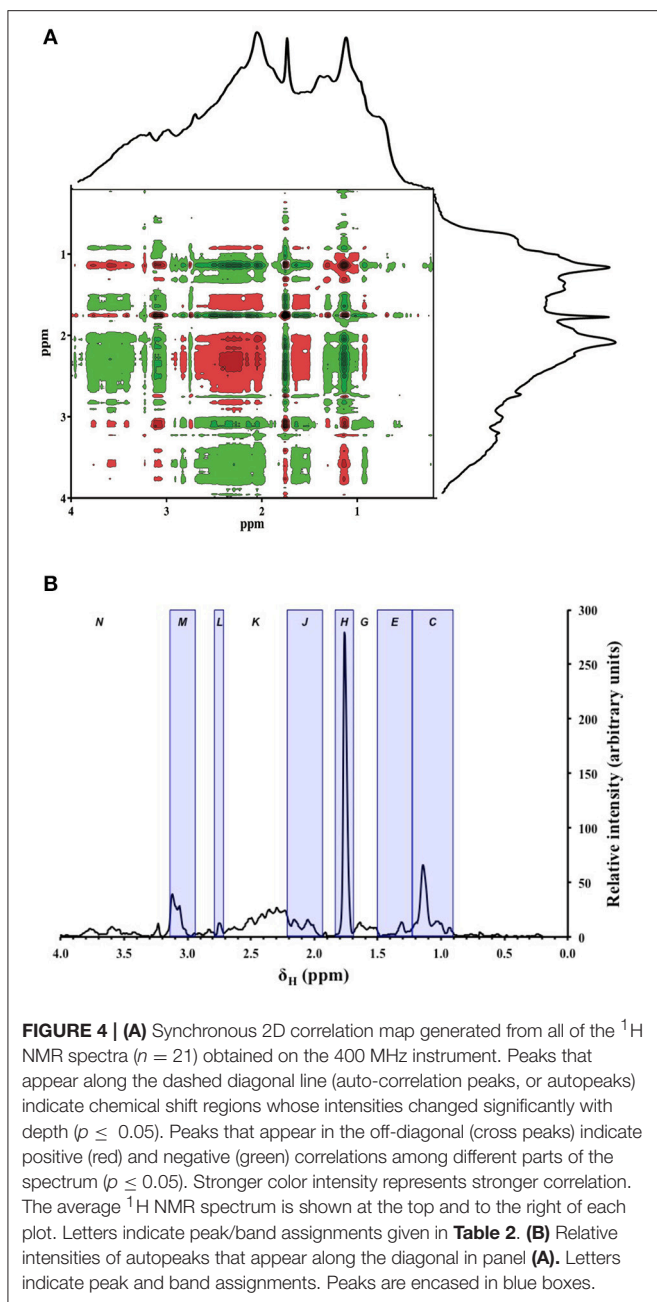 A
1
2
3
4
ppm
4
3
2
1
ppm
B
N
M
L
K
J
H
G
E
C
300
250
200
150
100
50
0
Relative intensity (arbitrary units)
4.0
3.5
3.0
2.5
2.0
1.5
1.0
0.5
0.0
δH (ppm)
FIGURE 4 | (A) Synchronous 2D correlation map generated from all of the 1H
NMR spectra (n = 21) obtained on the 400 MHz instrument. Peaks that
appear along the dashed diagonal line (auto-correlation peaks, or autopeaks)
indicate chemical shift regions whose intensities changed significantly with
depth (p ≤ 0.05). Peaks that appear in the off-diagonal (cross peaks) indicate
positive (red) and negative (green) correlations among different parts of the
spectrum (p ≤ 0.05). Stronger color intensity represents stronger correlation.
The average 1H NMR spectrum is shown at the top and to the right of each
plot. Letters indicate peak/band assignments given in Table 2. (B) Relative
intensities of autopeaks that appear along the diagonal in panel (A). Letters
indicate peak and band assignments. Peaks are encased in blue boxes.